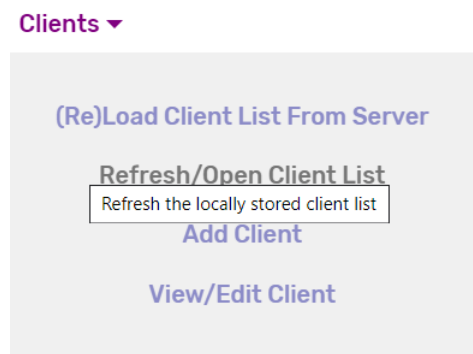 Clients
(Re)Load Client List From Server
Refresh/Open Client List
Refresh the locally stored client list
Add Client
View/Edit Client